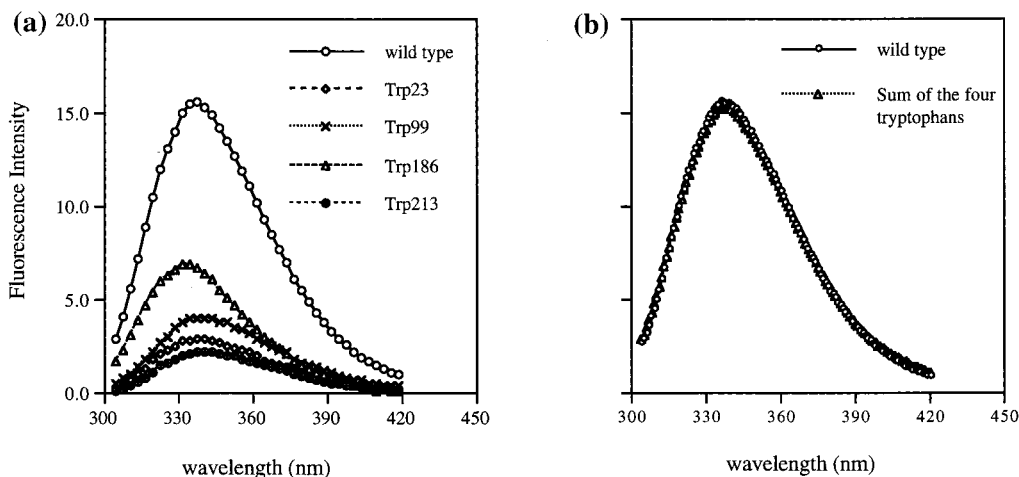 (a)
20.0
15.0
10.0
5.0
0.0
Fluorescence Intensity
wild type
Trp23
Trp99
Trp186
Trp213
300 330 360 390 420 450
wavelength (nm)
(b)
wild type
Sum of the four
tryptophans
300 330 360 390 420 450
wavelength (nm)